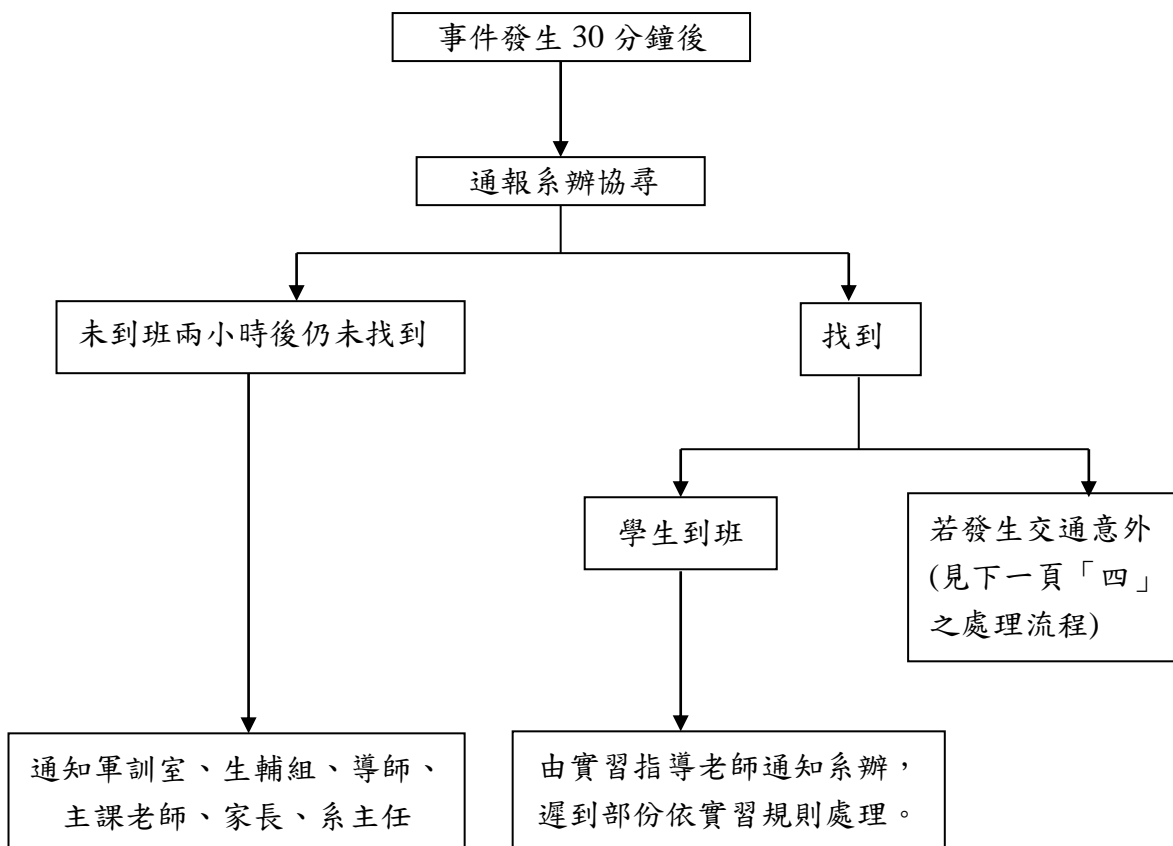 事件發生 30 分鐘後
通報系辦協尋
未到班兩小時後仍未找到
找到
學生到班
若發生交通意外
(見下一頁「四」
之處理流程)
通知軍訓室、生輔組、導師、
主課老師、家長、系主任
由實習指導老師通知系辦，
遲到部份依實習規則處理。